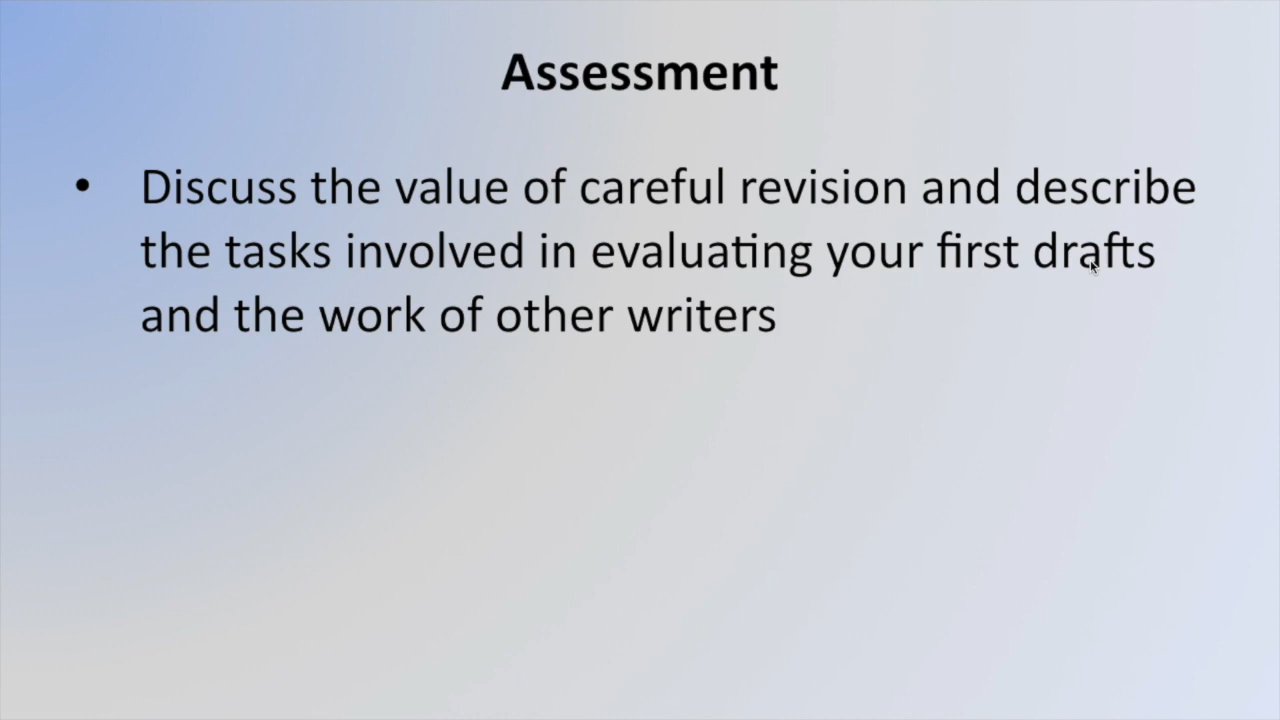 Assessment
• Discuss the value of careful revision and describe
the tasks involved in evaluating your first drafts
and the work of other writers